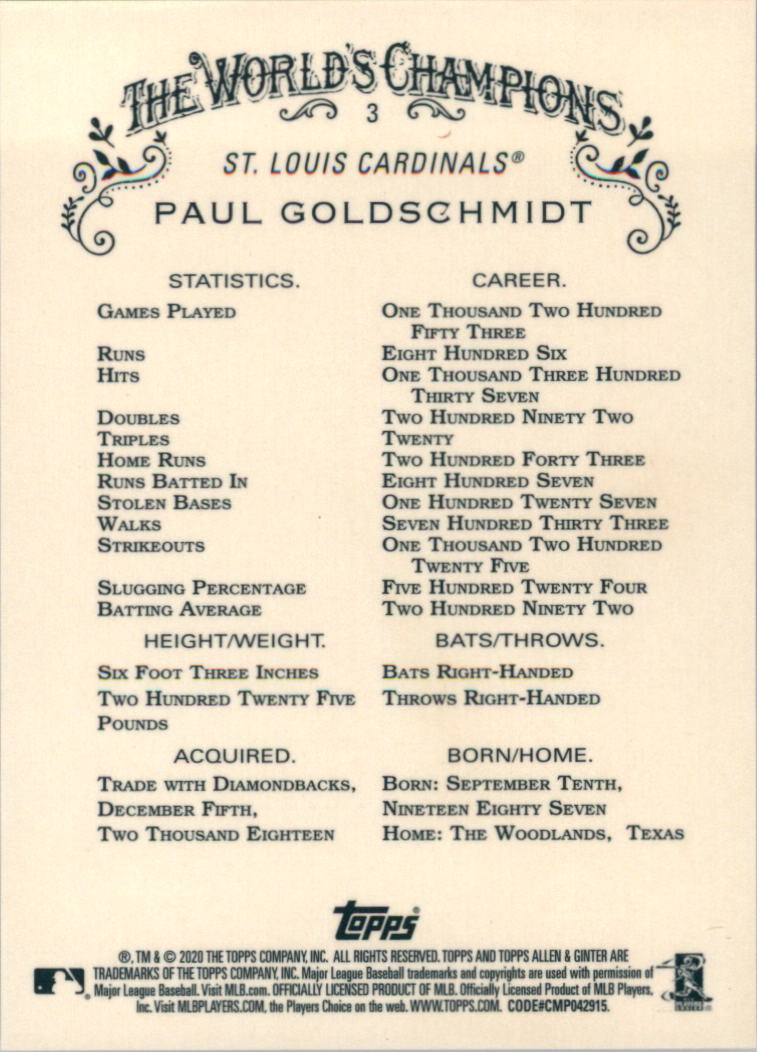 THE WORLD'S CHAMPIONS
3
ST. LOUIS CARDINALS®
PAUL GOLDSCHMIDT
STATISTICS. CAREER.
GAMES PLAYED ONE THOUSAND TWO HUNDRED
FIFTY THREE
RUNS EIGHT HUNDRED SIX
HITS ONE THOUSAND THREE HUNDRED
THIRTY SEVEN
DOUBLES TWO HUNDRED NINETY TWO
TRIPLES TWENTY
HOME RUNS TWO HUNDRED FORTY THREE
RUNS BATTED IN EIGHT HUNDRED SEVEN
STOLEN BASES ONE HUNDRED TWENTY SEVEN
WALKS SEVEN HUNDRED THIRTY THREE
STRIKEOUTS ONE THOUSAND TWO HUNDRED
TWENTY FIVE
SLUGGING PERCENTAGE FIVE HUNDRED TWENTY FOUR
BATTING AVERAGE TWO HUNDRED NINETY TWO
HEIGHT/WEIGHT. BATS/THROWS.
SIX FOOT THREE INCHES BATS RIGHT-HANDED
TWO HUNDRED TWENTY FIVE THROWS RIGHT-HANDED
POUNDS
ACQUIRED. BORN/HOME.
TRADE WITH DIAMONDBACKS, BORN: SEPTEMBER TENTH,
DECEMBER FIFTH, NINETEEN EIGHTY SEVEN
TWO THOUSAND EIGHTEEN HOME: THE WOODLANDS, TEXAS
topps®
®, TM & © 2020 THE TOPPS COMPANY, INC. ALL RIGHTS RESERVED. TOPPS AND TOPPS ALLEN & GINTER ARE
TRADEMARKS OF THE TOPPS COMPANY, INC. Major League Baseball trademarks and copyrights are used with permission of
Major League Baseball. Visit MLB.com. OFFICIALLY LICENSED PRODUCT OF MLB. Officially Licensed Product of MLB Players,
Inc. Visit MLBPLAYERS.COM, the Players Choice on the web. WWW.TOPPS.COM. CODE#CMP042915.